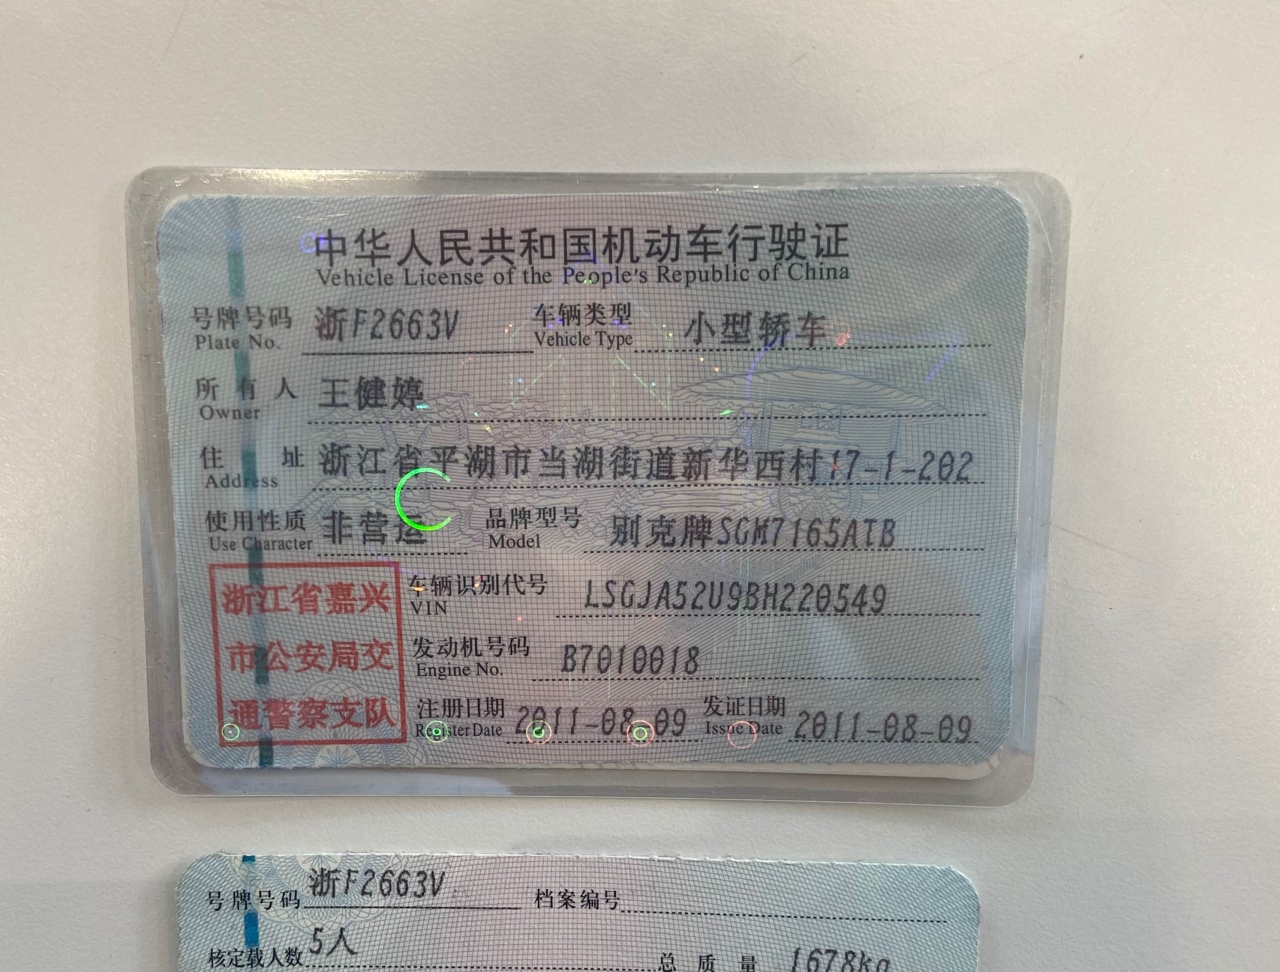 中华人民共和国机动车行驶证
Vehicle License of the People's Republic of China
号牌号码 浙F2663V 车辆类型 小型轿车
Plate No. Vehicle Type
所有人 王健婷
Owner
住址 浙江省平湖市当湖街道新华西村17-1-202
Address
使用性质 非营运 品牌型号 别克牌SGM7165ATB
Use Character Model
浙江省嘉兴 车辆识别代号 LSGJA52U9BH220549
VIN
市公安局交 发动机号码 B7010018
Engine No.
通警察支队 注册日期 2011-08-09 发证日期 2011-08-09
Register Date Issue Date
号牌号码 浙F2663V 档案编号
核定载人数 5人 总质量 1678kg